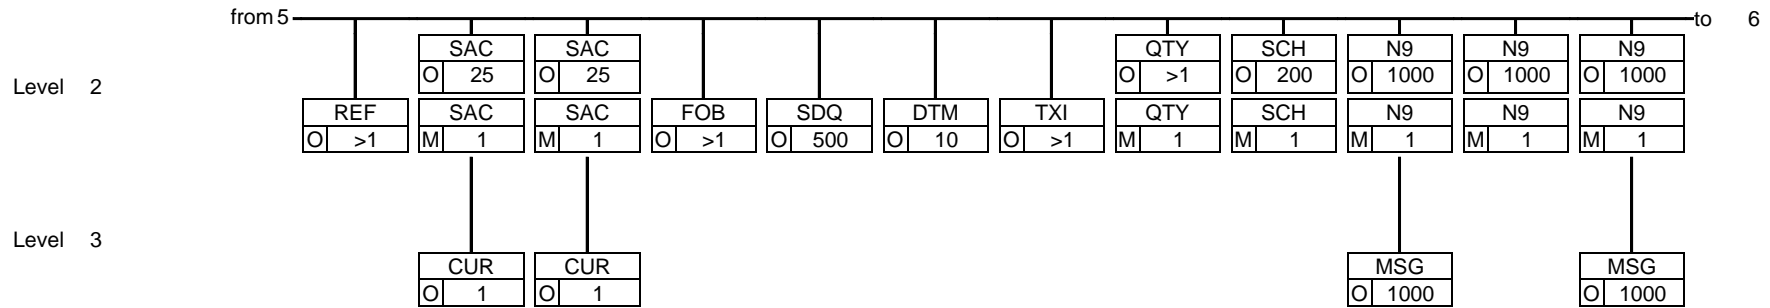 from 5 to 6
SAC SAC QTY SCH N9 N9 N9
O 25 O 25 O >1 O 200 O 1000 O 1000 O 1000
Level 2
REF SAC SAC FOB SDQ DTM TXI QTY SCH N9 N9 N9
O >1 M 1 M 1 O >1 O 500 O 10 O >1 M 1 M 1 M 1 M 1 M 1
Level 3
CUR CUR MSG MSG
O 1 O 1 O 1000 O 1000